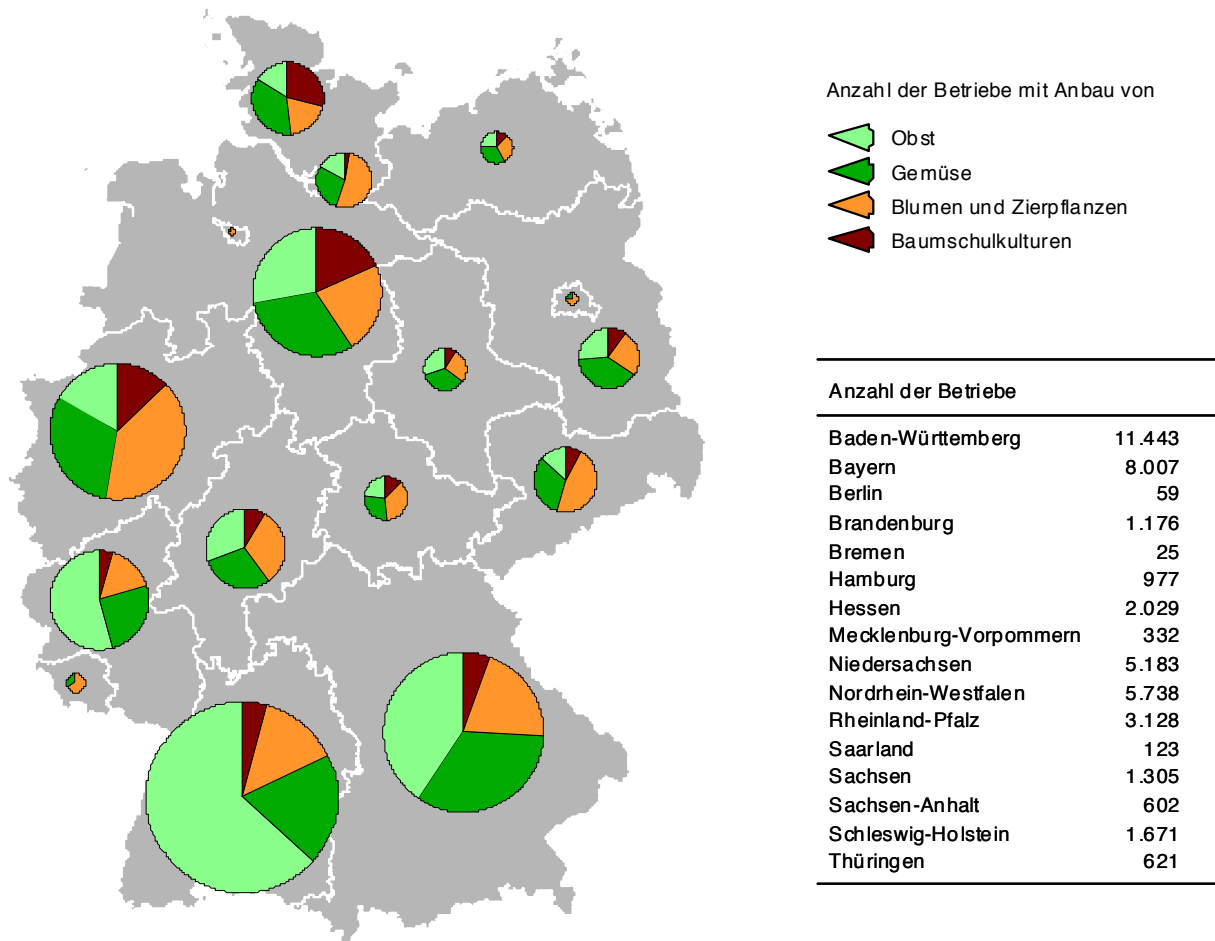 Anzahl der Betriebe mit Anbau von
Obst
Gemüse
Blumen und Zierpflanzen
Baumschulkulturen
Anzahl der Betriebe
Baden-Württemberg 11.443
Bayern 8.007
Berlin 59
Brandenburg 1.176
Bremen 25
Hamburg 977
Hessen 2.029
Mecklenburg-Vorpommern 332
Niedersachsen 5.183
Nordrhein-Westfalen 5.738
Rheinland-Pfalz 3.128
Saarland 123
Sachsen 1.305
Sachsen-Anhalt 602
Schleswig-Holstein 1.671
Thüringen 621